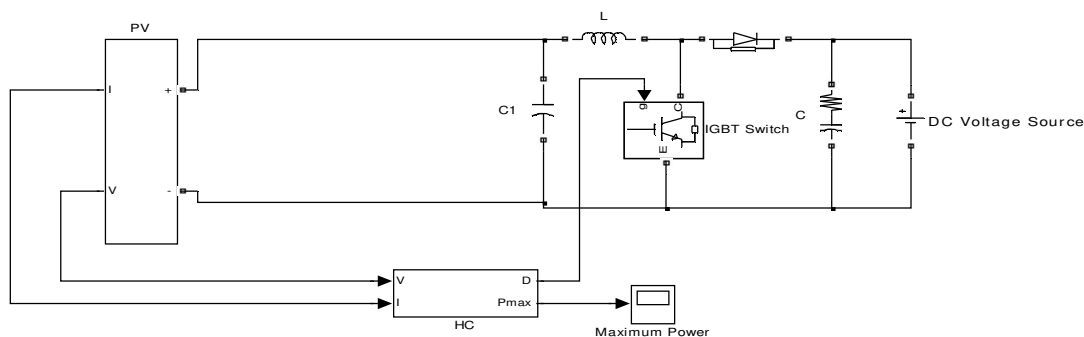 PV
L
I
+
g
C
C1
IGBT Switch
E
C
+
DC Voltage Source
V
-
V
D
I
Pmax
HC
Maximum Power